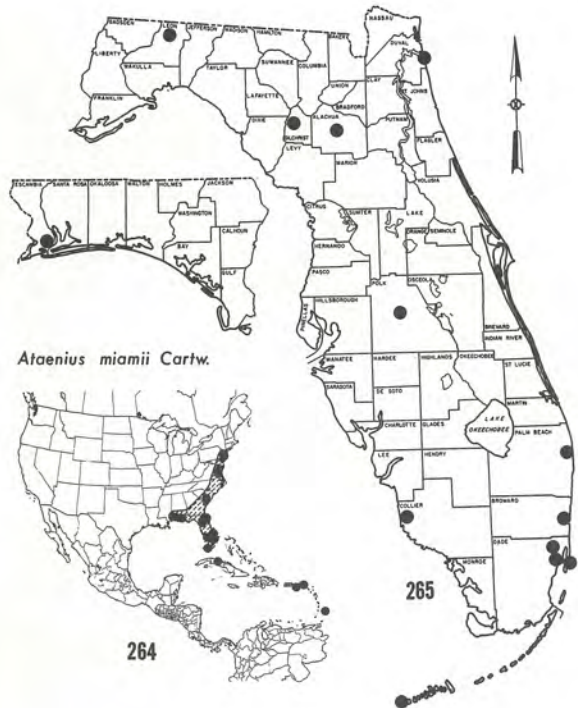 GADSDEN
LEON
JEFFERSON
MADISON
HAMILTON
NASSAU
BAKER
DUVAL
LIBERTY
WAKULLA
TAYLOR
SUWANNEE
COLUMBIA
UNION
CLAY
ST JOHNS
FRANKLIN
LAFAYETTE
BRADFORD
DIXIE
GILCHRIST
ALACHUA
PUTNAM
FLAGLER
LEVY
MARION
VOLUSIA
ESCAMBIA
SANTA ROSA
OKALOOSA
WALTON
HOLMES
JACKSON
WASHINGTON
BAY
CALHOUN
GULF
CITRUS
SUMTER
LAKE
HERNANDO
ORANGE
SEMINOLE
PASCO
POLK
OSCEOLA
HILLSBOROUGH
PINELLAS
BREVARD
INDIAN RIVER
MANATEE
HARDEE
HIGHLANDS
OKEECHOBEE
ST LUCIE
SARASOTA
DE SOTO
MARTIN
CHARLOTTE
GLADES
LAKE
OKEECHOBEE
PALM BEACH
LEE
HENDRY
COLLIER
BROWARD
MONROE
DADE
Ataenius miamii Cartw.
264
265